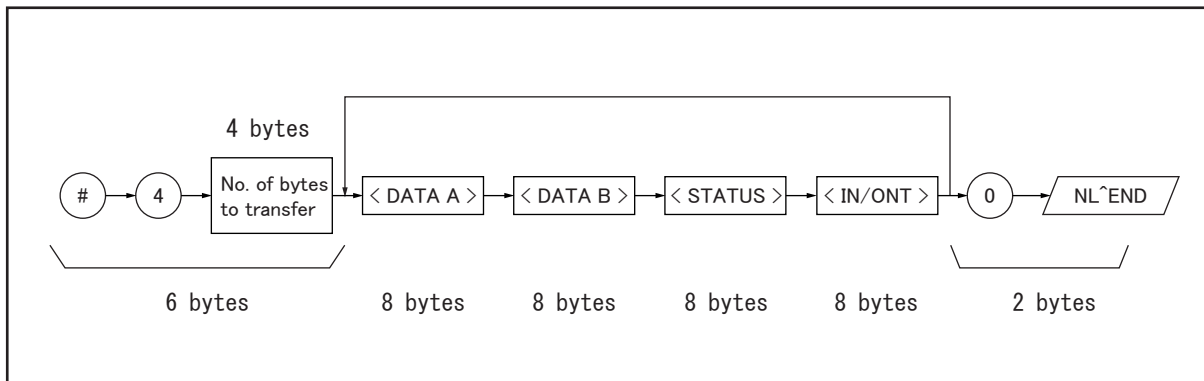 4 bytes
#
4
No. of bytes
to transfer
< DATA A >
< DATA B >
< STATUS >
< IN/ONT >
0
NL^END
6 bytes
8 bytes
8 bytes
8 bytes
8 bytes
2 bytes